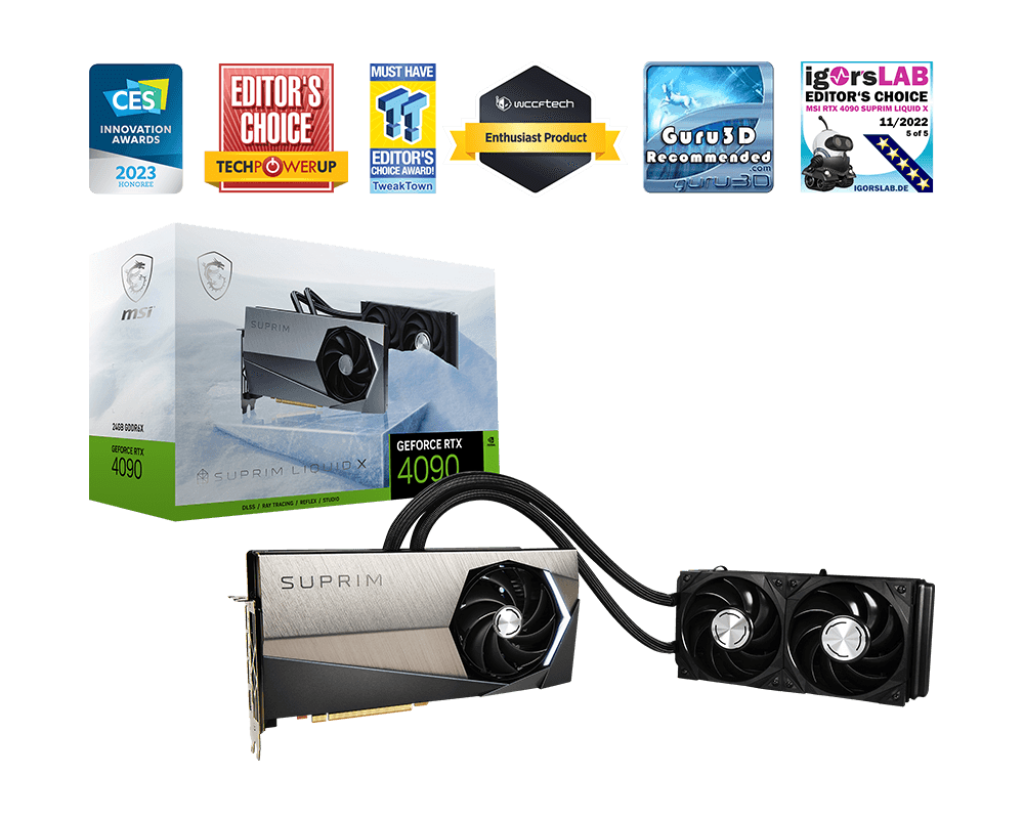 CES
INNOVATION
AWARDS
2023
HONOREE
EDITOR'S
CHOICE
TECHPOWERUP
MUST HAVE
TT
EDITOR'S
CHOICE AWARD!
TweakTown
wccftech
Enthusiast Product
Guru3D
Recommended
.com
guru3D
igorsLAB
EDITOR'S CHOICE
MSI RTX 4090 SUPRIM LIQUID X
11/2022
5 of 5
IGORSLAB.DE
msi
SUPRIM
24GB GDDR6X
GEFORCE RTX
4090
SUPRIM LIQUID X
GEFORCE RTX
4090
DLSS / RAY TRACING / REFLEX / STUDIO
SUPRIM